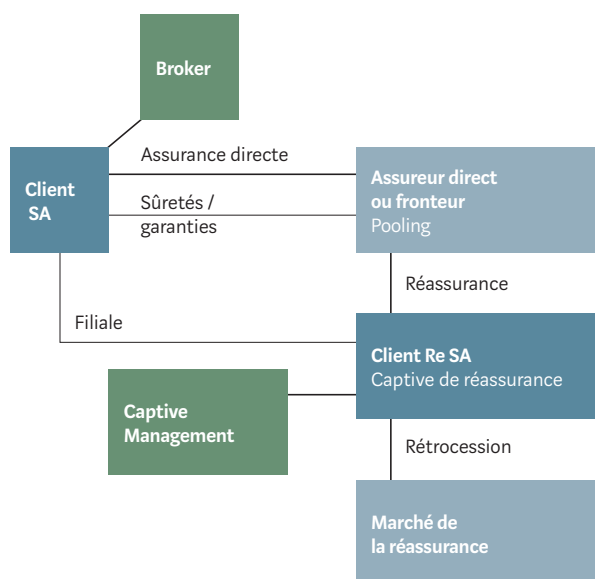 Broker
Assurance directe
Client
SA
Sûretés /
garanties
Assureur direct
ou fronteur
Pooling
Réassurance
Filiale
Client Re SA
Captive de réassurance
Captive
Management
Rétrocession
Marché de
la réassurance